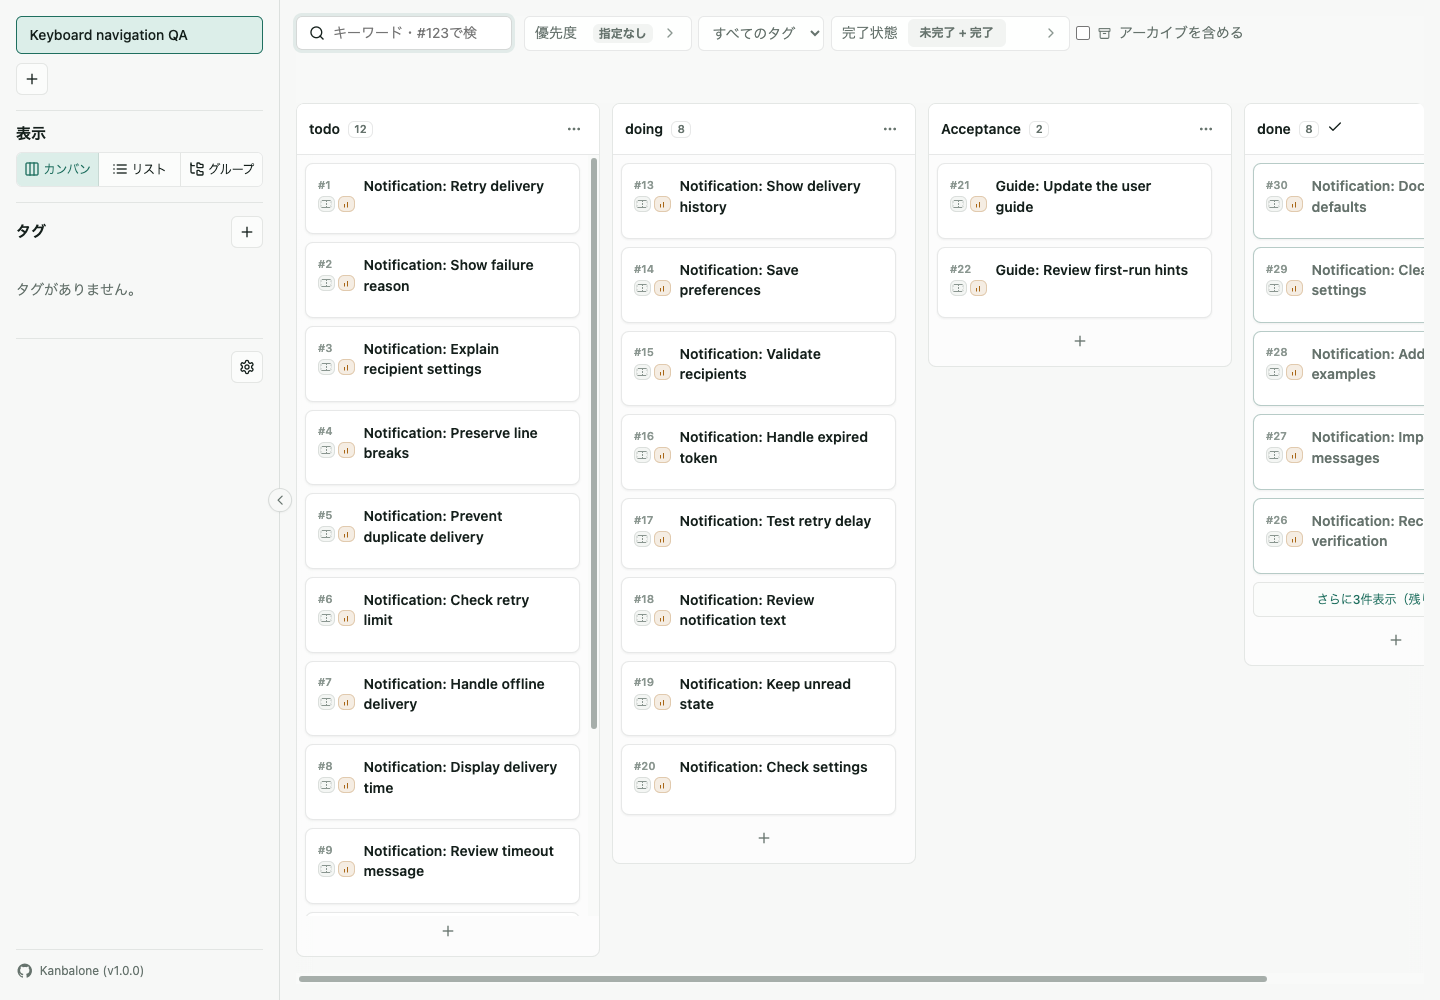 Keyboard navigation QA
表示
カンバン
リスト
グループ
タグ
タグがありません。
Kanbalone (v1.0.0)
キーワード・#123で検
優先度
指定なし
すべてのタグ
完了状態
未完了 + 完了
アーカイブを含める
todo 12
#1
Notification: Retry delivery
#2
Notification: Show failure
reason
#3
Notification: Explain
recipient settings
#4
Notification: Preserve line
breaks
#5
Notification: Prevent
duplicate delivery
#6
Notification: Check retry
limit
#7
Notification: Handle offline
delivery
#8
Notification: Display delivery
time
#9
Notification: Review timeout
message
doing 8
#13
Notification: Show delivery
history
#14
Notification: Save
preferences
#15
Notification: Validate
recipients
#16
Notification: Handle expired
token
#17
Notification: Test retry delay
#18
Notification: Review
notification text
#19
Notification: Keep unread
state
#20
Notification: Check settings
Acceptance 2
#21
Guide: Update the user
guide
#22
Guide: Review first-run hints
done 8
#30
Notification: Doc
defaults
#29
Notification: Clea
settings
#28
Notification: Add
examples
#27
Notification: Imp
messages
#26
Notification: Rec
verification
さらに3件表示（残